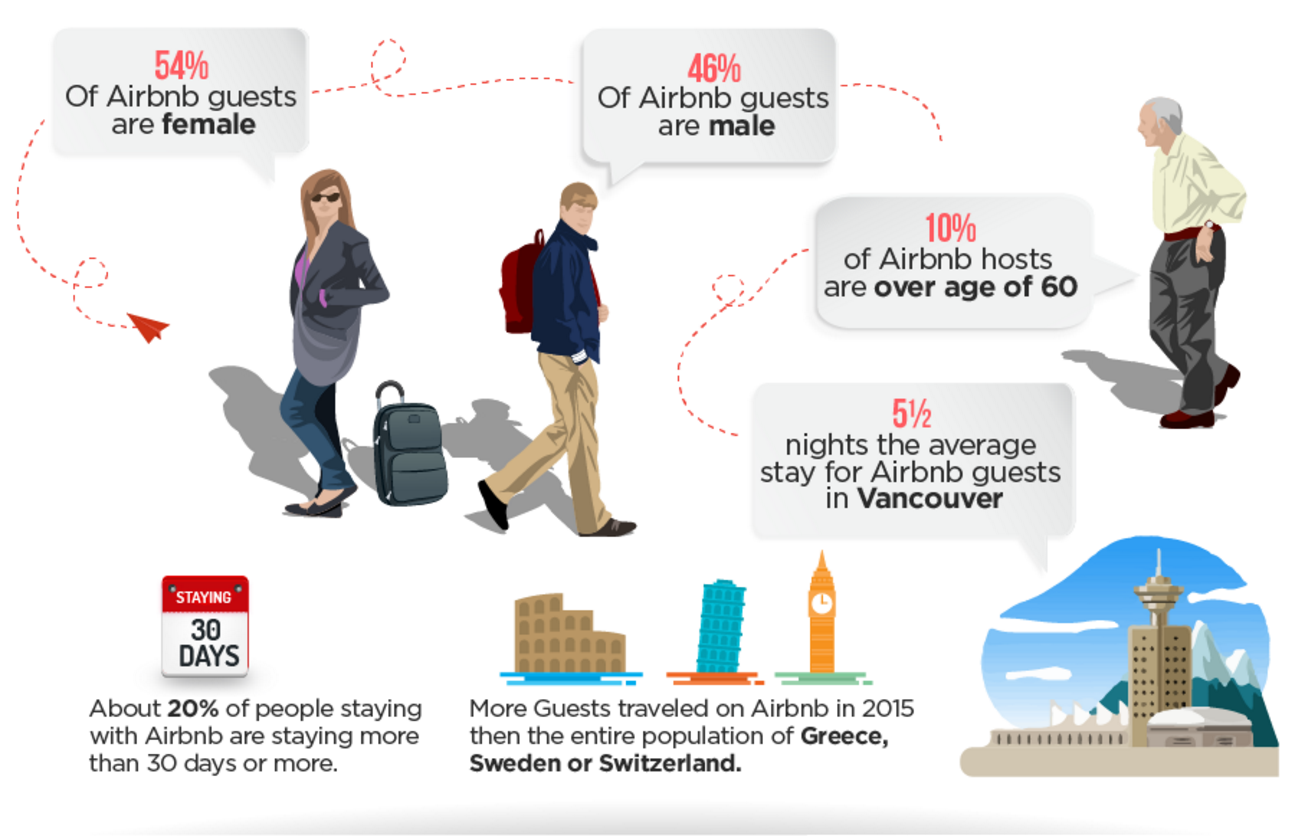 54%
Of Airbnb guests
are female
46%
Of Airbnb guests
are male
10%
of Airbnb hosts
are over age of 60
5½
nights the average
stay for Airbnb guests
in Vancouver
STAYING
30
DAYS
About 20% of people staying
with Airbnb are staying more
than 30 days or more.
More Guests traveled on Airbnb in 2015
then the entire population of Greece,
Sweden or Switzerland.